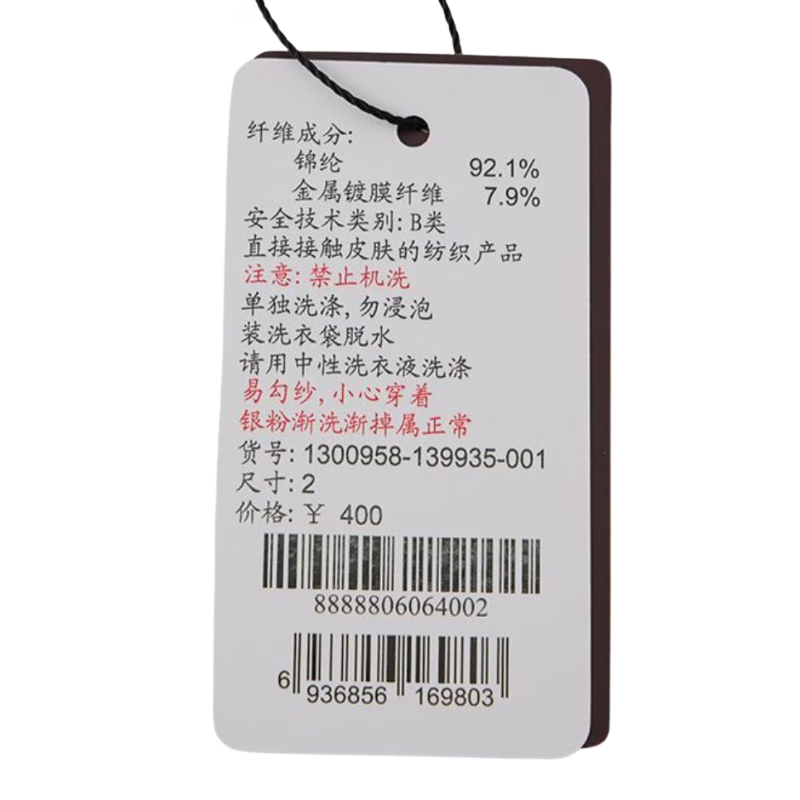 纤维成分:
锦纶 92.1%
金属镀膜纤维 7.9%
安全技术类别: B类
直接接触皮肤的纺织产品
注意: 禁止机洗
单独洗涤, 勿浸泡
装洗衣袋脱水
请用中性洗衣液洗涤
易勾纱, 小心穿着
银粉渐洗渐掉属正常
货号: 1300958-139935-001
尺寸: 2
价格: ¥ 400
8888806064002
6 936856 169803